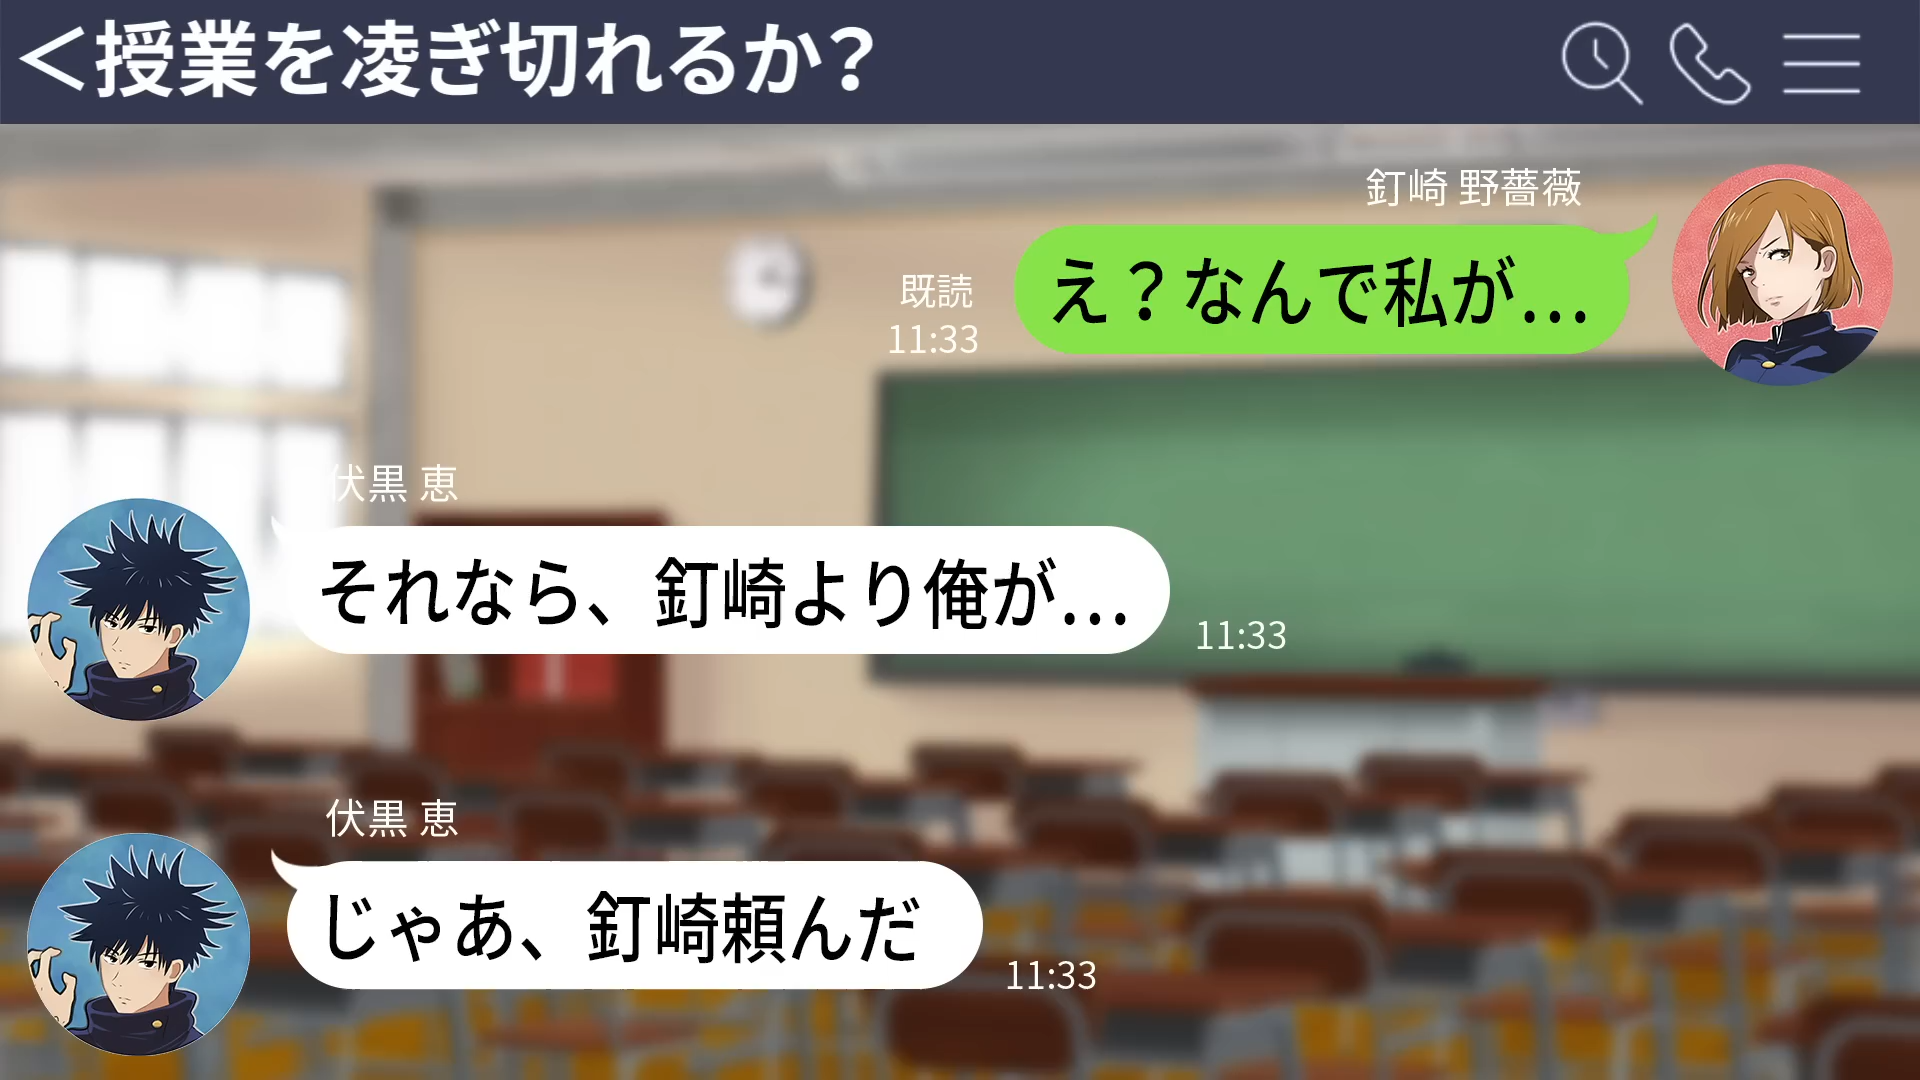 ＜授業を凌ぎ切れるか？
釘崎 野薔薇
え？なんで私が…
既読
11:33
伏黒 恵
それなら、釘崎より俺が…
11:33
伏黒 恵
じゃあ、釘崎頼んだ
11:33